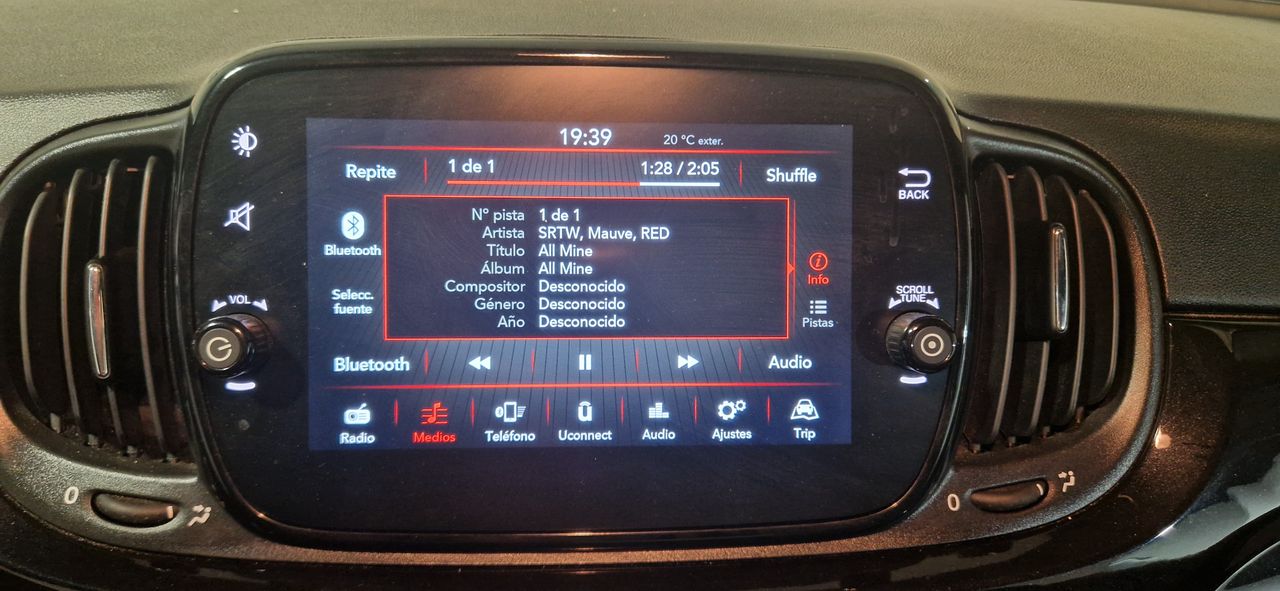 19:39 20 °C exter.
Repite 1 de 1 1:28 / 2:05 Shuffle
BACK
Bluetooth
Nº pista 1 de 1
Artista SRTW, Mauve, RED
Título All Mine
Álbum All Mine
Compositor Desconocido
Género Desconocido
Año Desconocido
Info
Selecc.
fuente
Pistas
VOL
SCROLL
TUNE
Bluetooth Audio
Radio Medios Teléfono Uconnect Audio Ajustes Trip
0 0